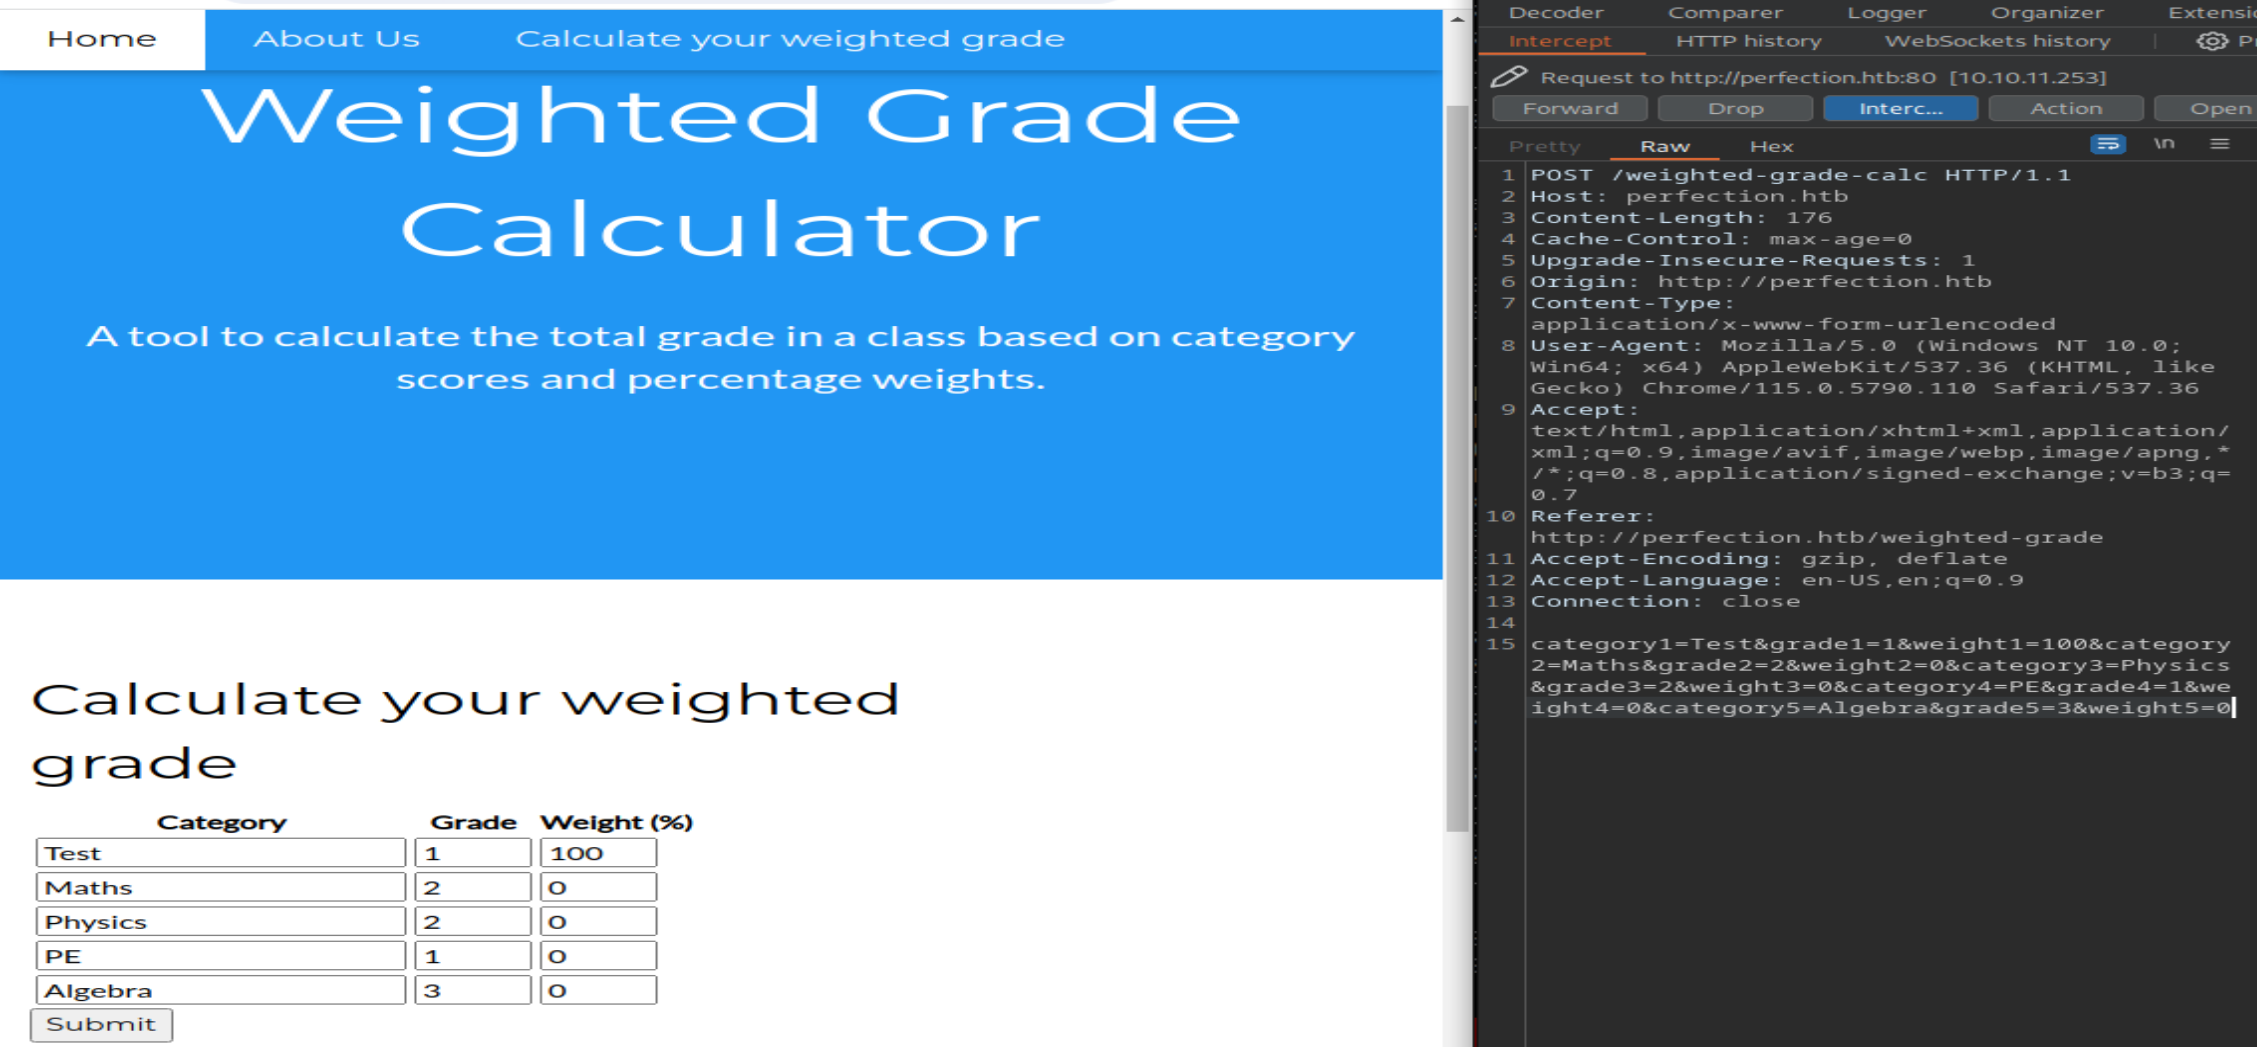 Home About Us Calculate your weighted grade
Weighted Grade
Calculator
A tool to calculate the total grade in a class based on category
scores and percentage weights.
Calculate your weighted
grade
Category Grade Weight (%)
Test 1 100
Maths 2 0
Physics 2 0
PE 1 0
Algebra 3 0
Submit
Decoder Comparer Logger Organizer
Intercept HTTP history WebSockets history
Request to http://perfection.htb:80 [10.10.11.253]
Forward Drop Interc... Action Open
Pretty Raw Hex \n
1 POST /weighted-grade-calc HTTP/1.1
2 Host: perfection.htb
3 Content-Length: 176
4 Cache-Control: max-age=0
5 Upgrade-Insecure-Requests: 1
6 Origin: http://perfection.htb
7 Content-Type:
application/x-www-form-urlencoded
8 User-Agent: Mozilla/5.0 (Windows NT 10.0;
Win64; x64) AppleWebKit/537.36 (KHTML, like
Gecko) Chrome/115.0.5790.110 Safari/537.36
9 Accept:
text/html,application/xhtml+xml,application/
xml;q=0.9,image/avif,image/webp,image/apng,*
/*;q=0.8,application/signed-exchange;v=b3;q=
0.7
10 Referer:
http://perfection.htb/weighted-grade
11 Accept-Encoding: gzip, deflate
12 Accept-Language: en-US,en;q=0.9
13 Connection: close
14
15 category1=Test&grade1=1&weight1=100&category
2=Maths&grade2=2&weight2=0&category3=Physics
&grade3=2&weight3=0&category4=PE&grade4=1&we
ight4=0&category5=Algebra&grade5=3&weight5=0